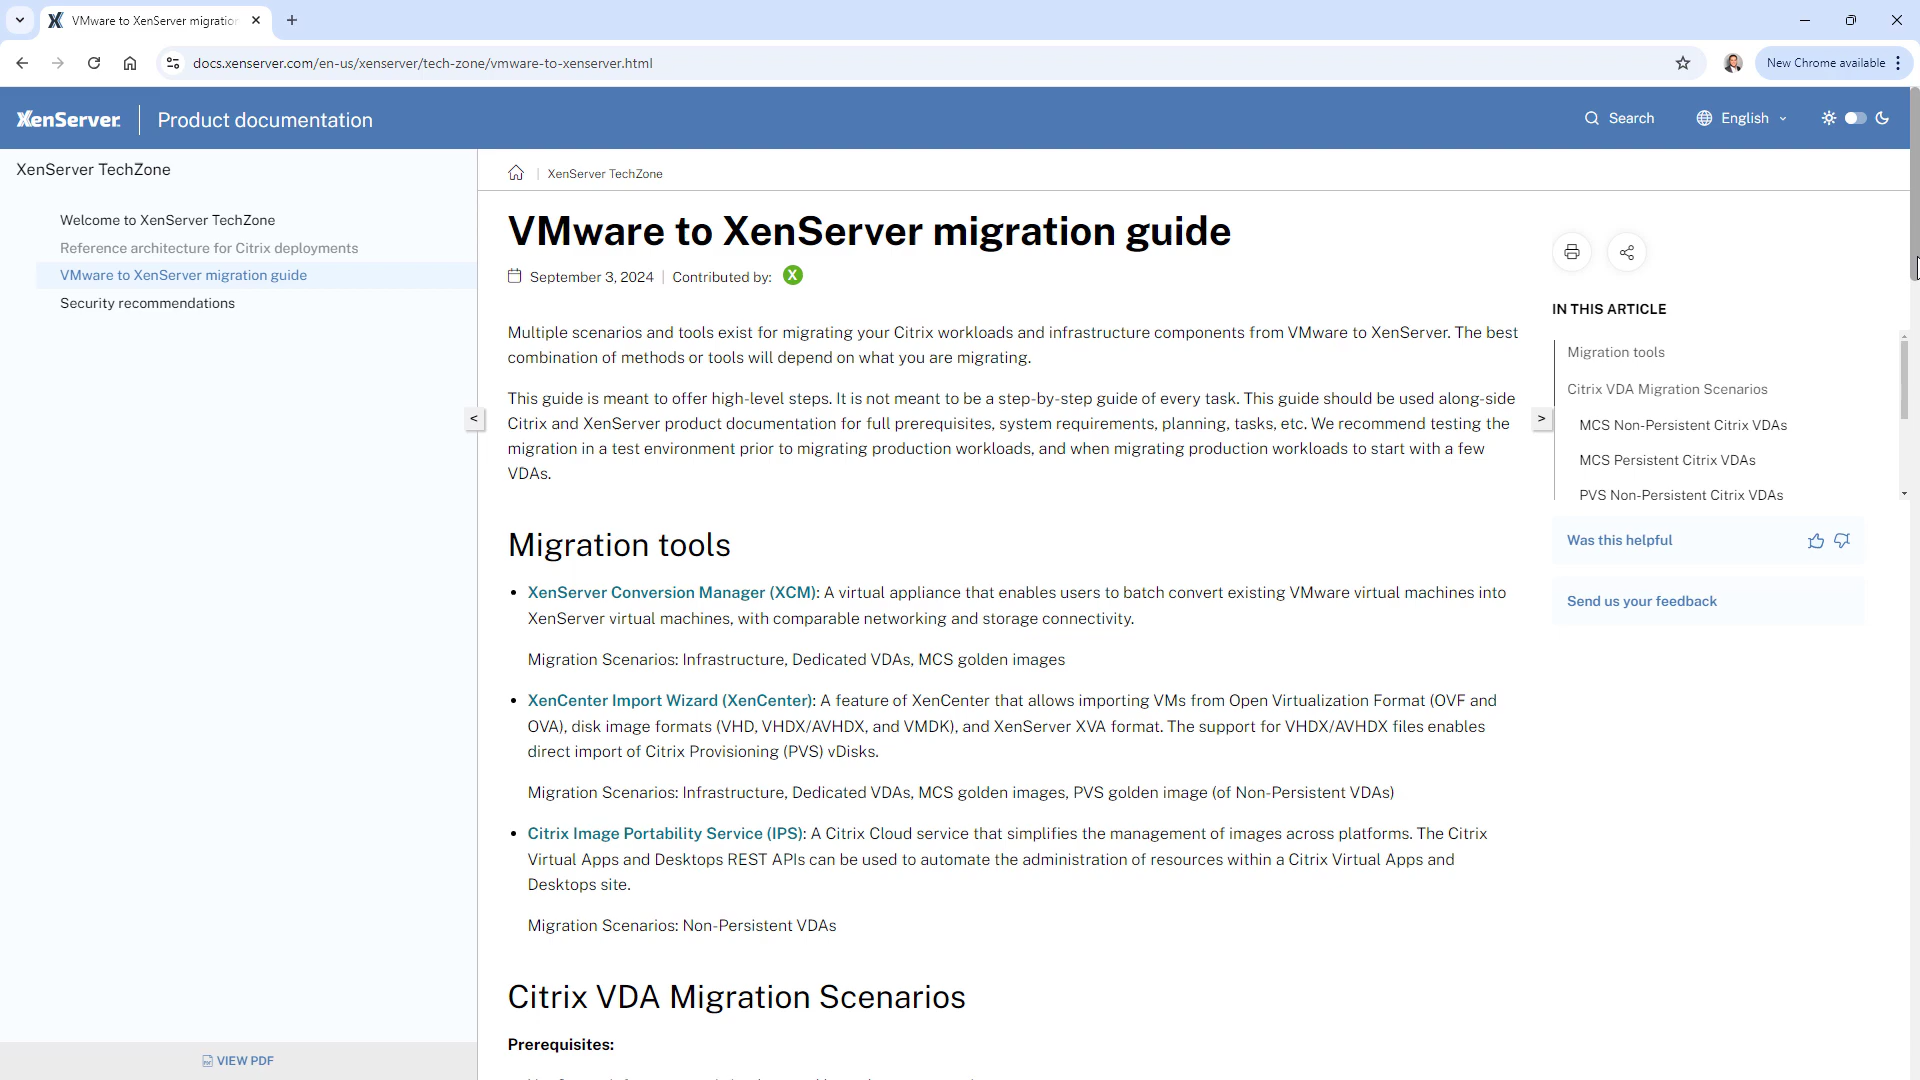 VMware to XenServer migration
docs.xenserver.com/en-us/xenserver/tech-zone/vmware-to-xenserver.html
New Chrome available
XenServer
Product documentation
Search
English
XenServer TechZone
Welcome to XenServer TechZone
Reference architecture for Citrix deployments
VMware to XenServer migration guide
Security recommendations
VIEW PDF
XenServer TechZone
VMware to XenServer migration guide
September 3, 2024 | Contributed by: X
Multiple scenarios and tools exist for migrating your Citrix workloads and infrastructure components from VMware to XenServer. The best
combination of methods or tools will depend on what you are migrating.
This guide is meant to offer high-level steps. It is not meant to be a step-by-step guide of every task. This guide should be used along-side
Citrix and XenServer product documentation for full prerequisites, system requirements, planning, tasks, etc. We recommend testing the
migration in a test environment prior to migrating production workloads, and when migrating production workloads to start with a few
VDAs.
Migration tools
• XenServer Conversion Manager (XCM): A virtual appliance that enables users to batch convert existing VMware virtual machines into
XenServer virtual machines, with comparable networking and storage connectivity.
Migration Scenarios: Infrastructure, Dedicated VDAs, MCS golden images
• XenCenter Import Wizard (XenCenter): A feature of XenCenter that allows importing VMs from Open Virtualization Format (OVF and
OVA), disk image formats (VHD, VHDX/AVHDX, and VMDK), and XenServer XVA format. The support for VHDX/AVHDX files enables
direct import of Citrix Provisioning (PVS) vDisks.
Migration Scenarios: Infrastructure, Dedicated VDAs, MCS golden images, PVS golden image (of Non-Persistent VDAs)
• Citrix Image Portability Service (IPS): A Citrix Cloud service that simplifies the management of images across platforms. The Citrix
Virtual Apps and Desktops REST APIs can be used to automate the administration of resources within a Citrix Virtual Apps and
Desktops site.
Migration Scenarios: Non-Persistent VDAs
Citrix VDA Migration Scenarios
Prerequisites:
<
>
IN THIS ARTICLE
Migration tools
Citrix VDA Migration Scenarios
MCS Non-Persistent Citrix VDAs
MCS Persistent Citrix VDAs
PVS Non-Persistent Citrix VDAs
Was this helpful
Send us your feedback